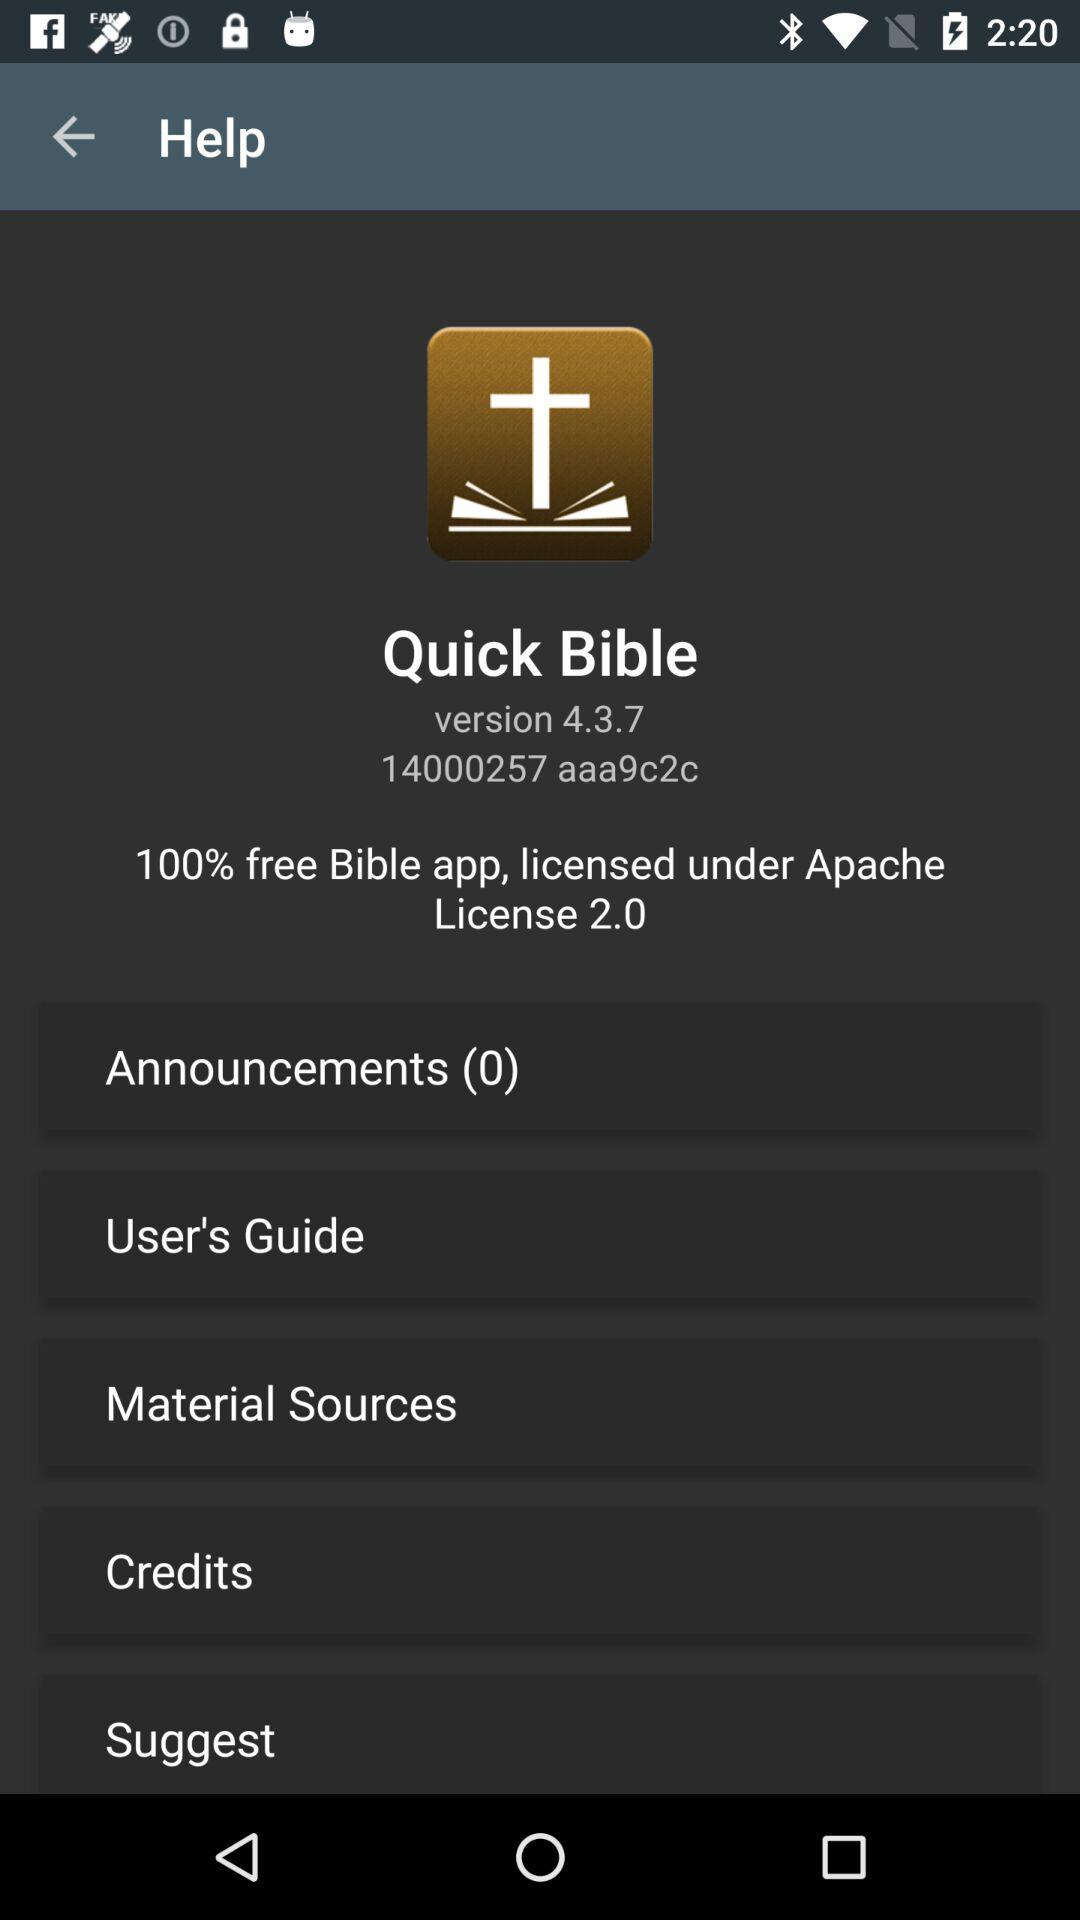 FAKE
2:20
Help
Quick Bible
version 4.3.7
14000257 aaa9c2c
100% free Bible app, licensed under Apache
License 2.0
Announcements (0)
User's Guide
Material Sources
Credits
Suggest